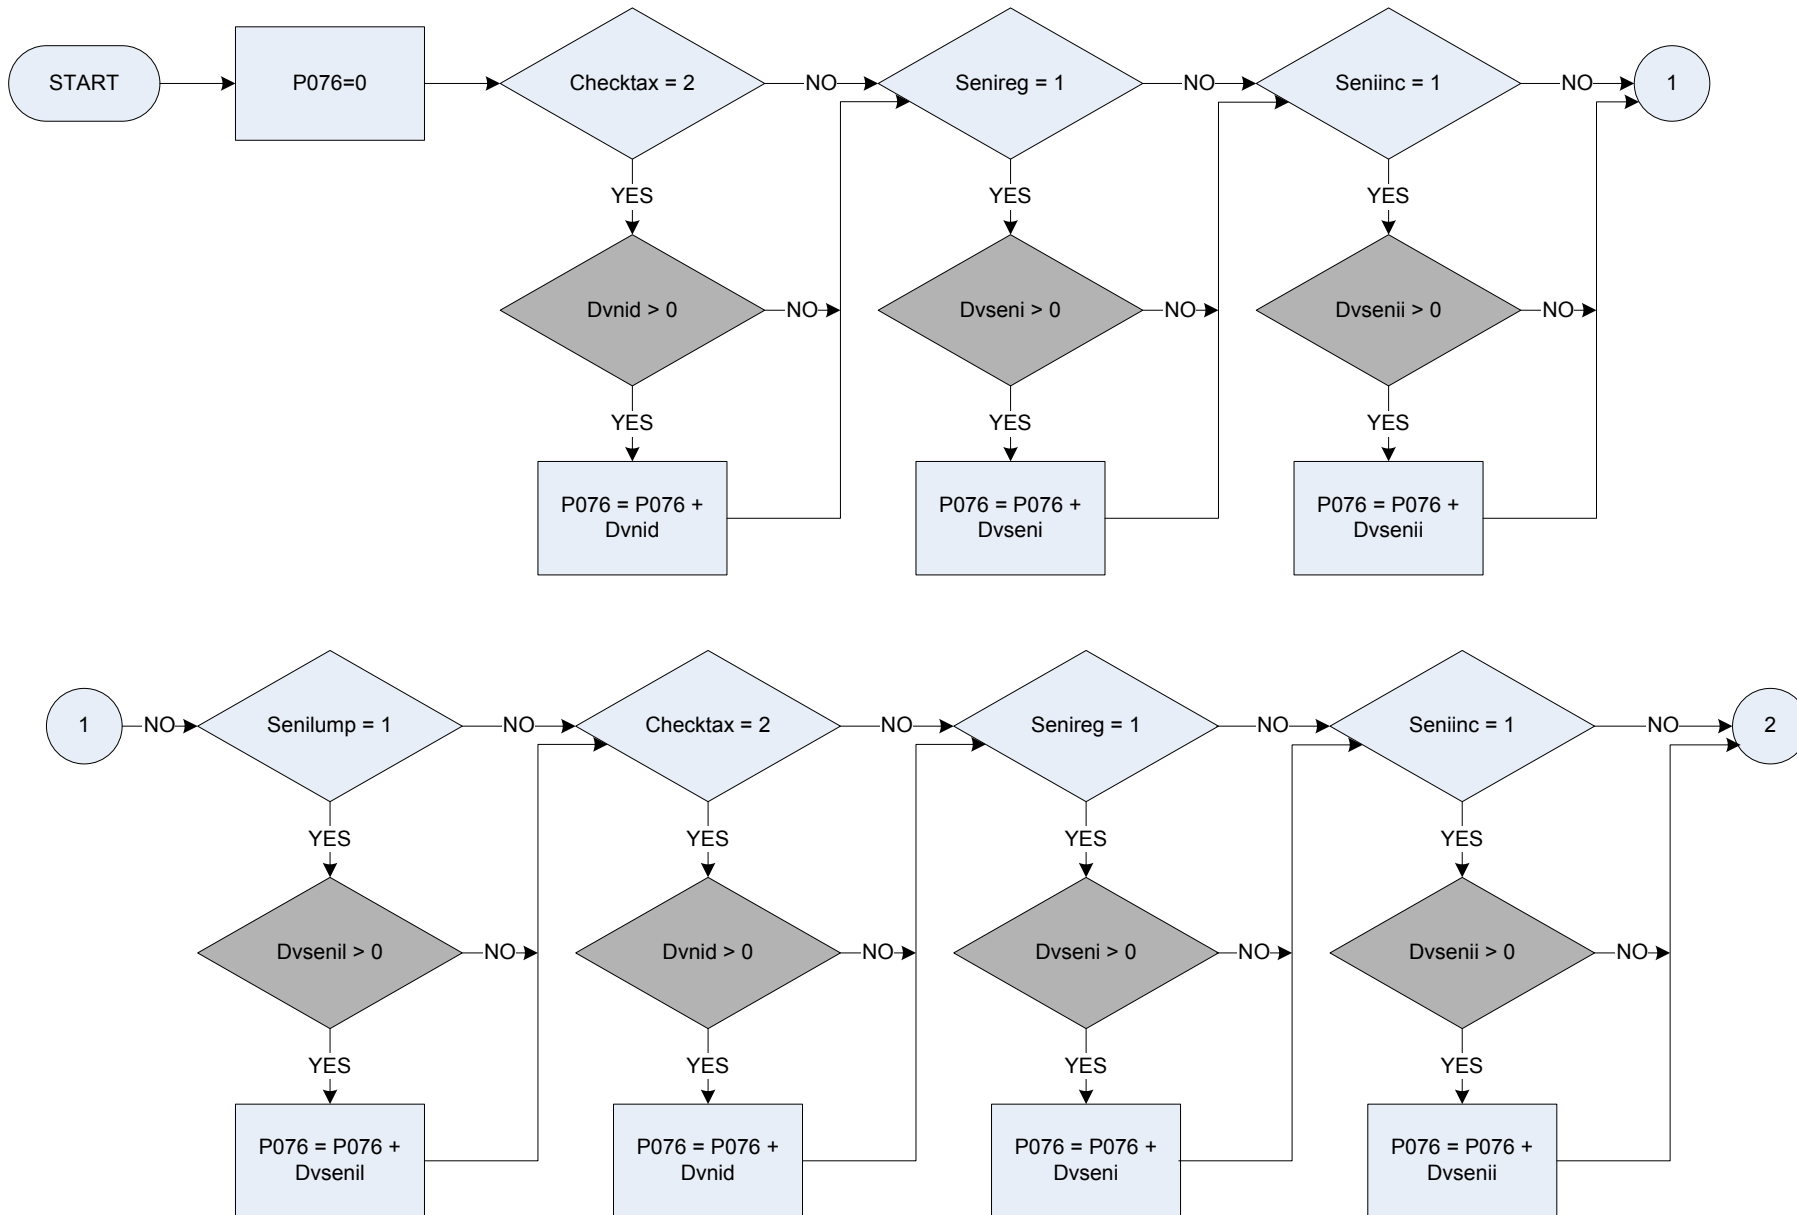 START
P076=0
Checktax = 2
NO
Senireg = 1
NO
Seniinc = 1
NO
1
YES
YES
YES
Dvnid > 0
NO
Dvseni > 0
NO
Dvsenii > 0
NO
YES
YES
YES
P076 = P076 +
Dvnid
P076 = P076 +
Dvseni
P076 = P076 +
Dvsenii
1
NO
Senilump = 1
NO
Checktax = 2
NO
Senireg = 1
NO
Seniinc = 1
NO
2
YES
YES
YES
YES
Dvsenil > 0
NO
Dvnid > 0
NO
Dvseni > 0
NO
Dvsenii > 0
NO
YES
YES
YES
YES
P076 = P076 +
Dvsenil
P076 = P076 +
Dvnid
P076 = P076 +
Dvseni
P076 = P076 +
Dvsenii